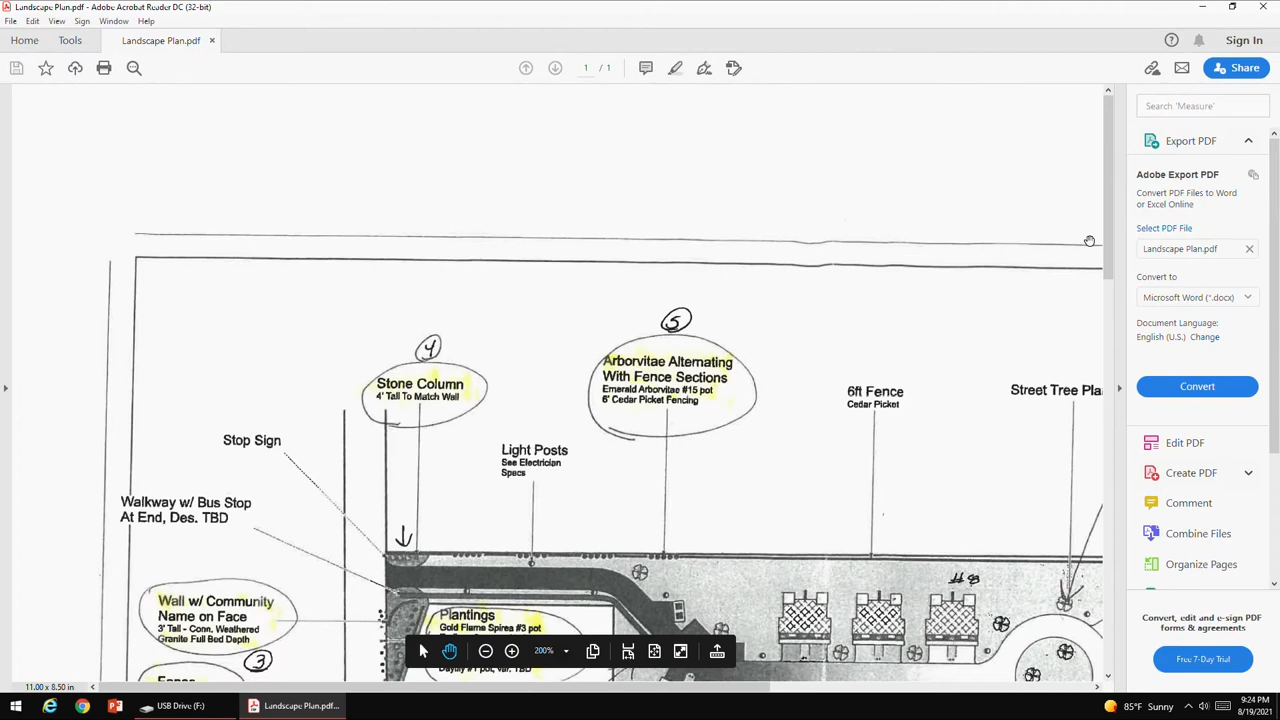 Landscape Plan.pdf - Adobe Acrobat Reader DC (32-bit)
File Edit View Sign Window Help
Home Tools Landscape Plan.pdf × Sign In
1 / 1 Share
Search 'Measure'
Export PDF
Adobe Export PDF
Convert PDF Files to Word
or Excel Online
Select PDF File
Landscape Plan.pdf
Convert to
Microsoft Word (*.docx)
Document Language:
English (U.S.) Change
Convert
Edit PDF
Create PDF
Comment
Combine Files
Organize Pages
Convert, edit and e-sign PDF
forms & agreements
Free 7-Day Trial
4
Stone Column
4' Tall To Match Wall
5
Arborvitae Alternating
With Fence Sections
Emerald Arborvitae #15 pot
6' Cedar Picket Fencing
6ft Fence
Cedar Picket
Street Tree Pla
Stop Sign
Light Posts
See Electrician
Specs
Walkway w/ Bus Stop
At End, Des. TBD
Wall w/ Community
Name on Face
3' Tall - Conn. Weathered
Granite Full Bed Depth
3
Plantings
Gold Flame Spirea #3 pot
Daylily #1 pot, Var. TBD
#8
Fence
200%
11.00 x 8.50 in
USB Drive (F:)
Landscape Plan.pdf...
85°F Sunny
9:24 PM
8/19/2021